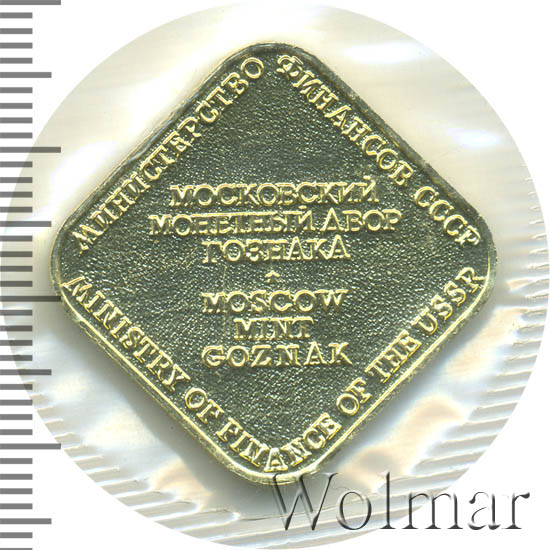 МИНИСТЕРСТВО ФИНАНСОВ СССР
МОСКОВСКИЙ
МОНЕТНЫЙ ДВОР
ГОЗНАКА
MOSCOW
MINT
GOZNAK
MINISTRY OF FINANCE OF THE USSR
Wolmar